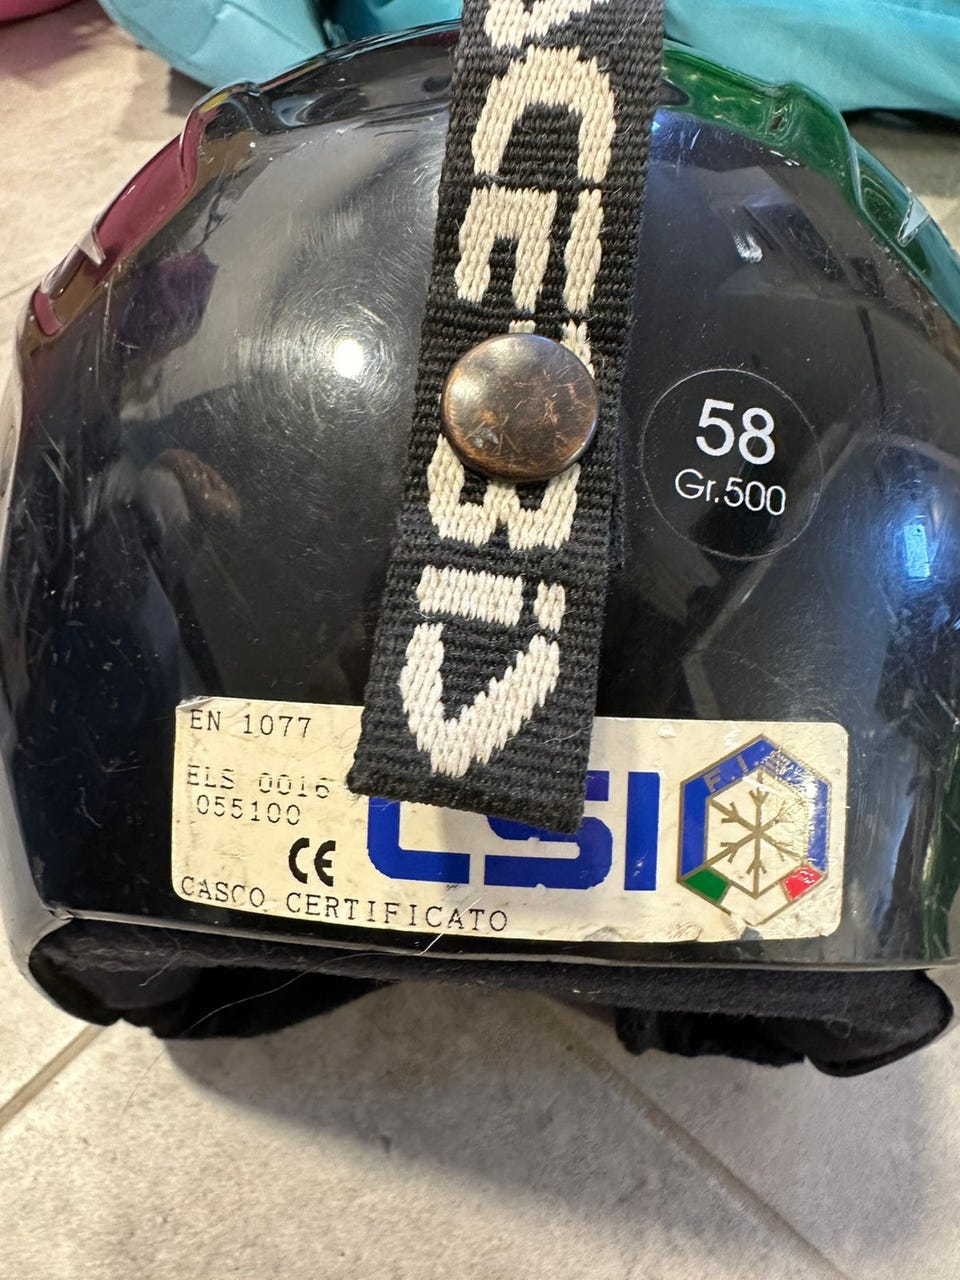 58
Gr.500
EN 1077
ELS 0016
055100
CE
CSI
F.I.S.
CASCO CERTIFICATO